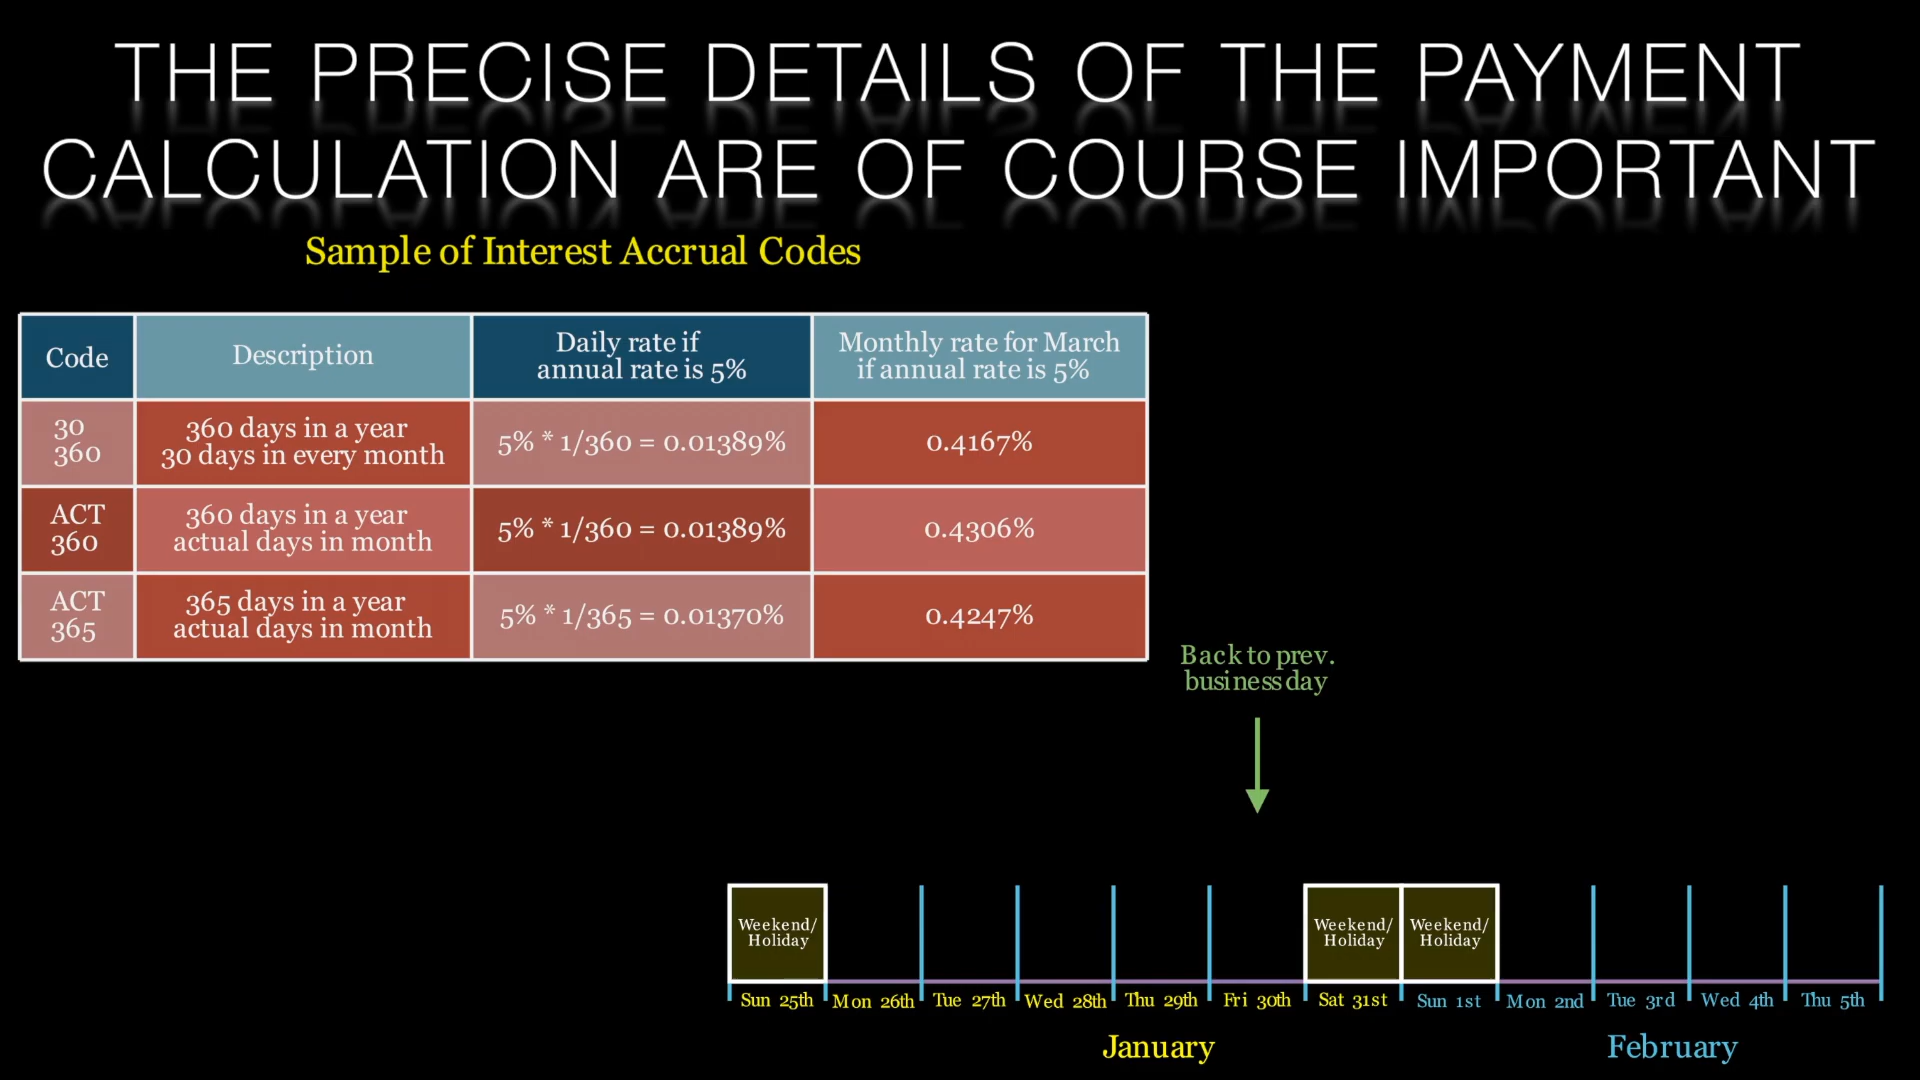 THE PRECISE DETAILS OF THE PAYMENT
CALCULATION ARE OF COURSE IMPORTANT
Sample of Interest Accrual Codes
Code
Description
Daily rate if
annual rate is 5%
Monthly rate for March
if annual rate is 5%
30
360
360 days in a year
30 days in every month
5% * 1/360 = 0.01389%
0.4167%
ACT
360
360 days in a year
actual days in month
5% * 1/360 = 0.01389%
0.4306%
ACT
365
365 days in a year
actual days in month
5% * 1/365 = 0.01370%
0.4247%
Back to prev.
business day
Weekend/
Holiday
Weekend/
Holiday
Weekend/
Holiday
Sun 25th
Mon 26th
Tue 27th
Wed 28th
Thu 29th
Fri 30th
Sat 31st
Sun 1st
Mon 2nd
Tue 3rd
Wed 4th
Thu 5th
January
February